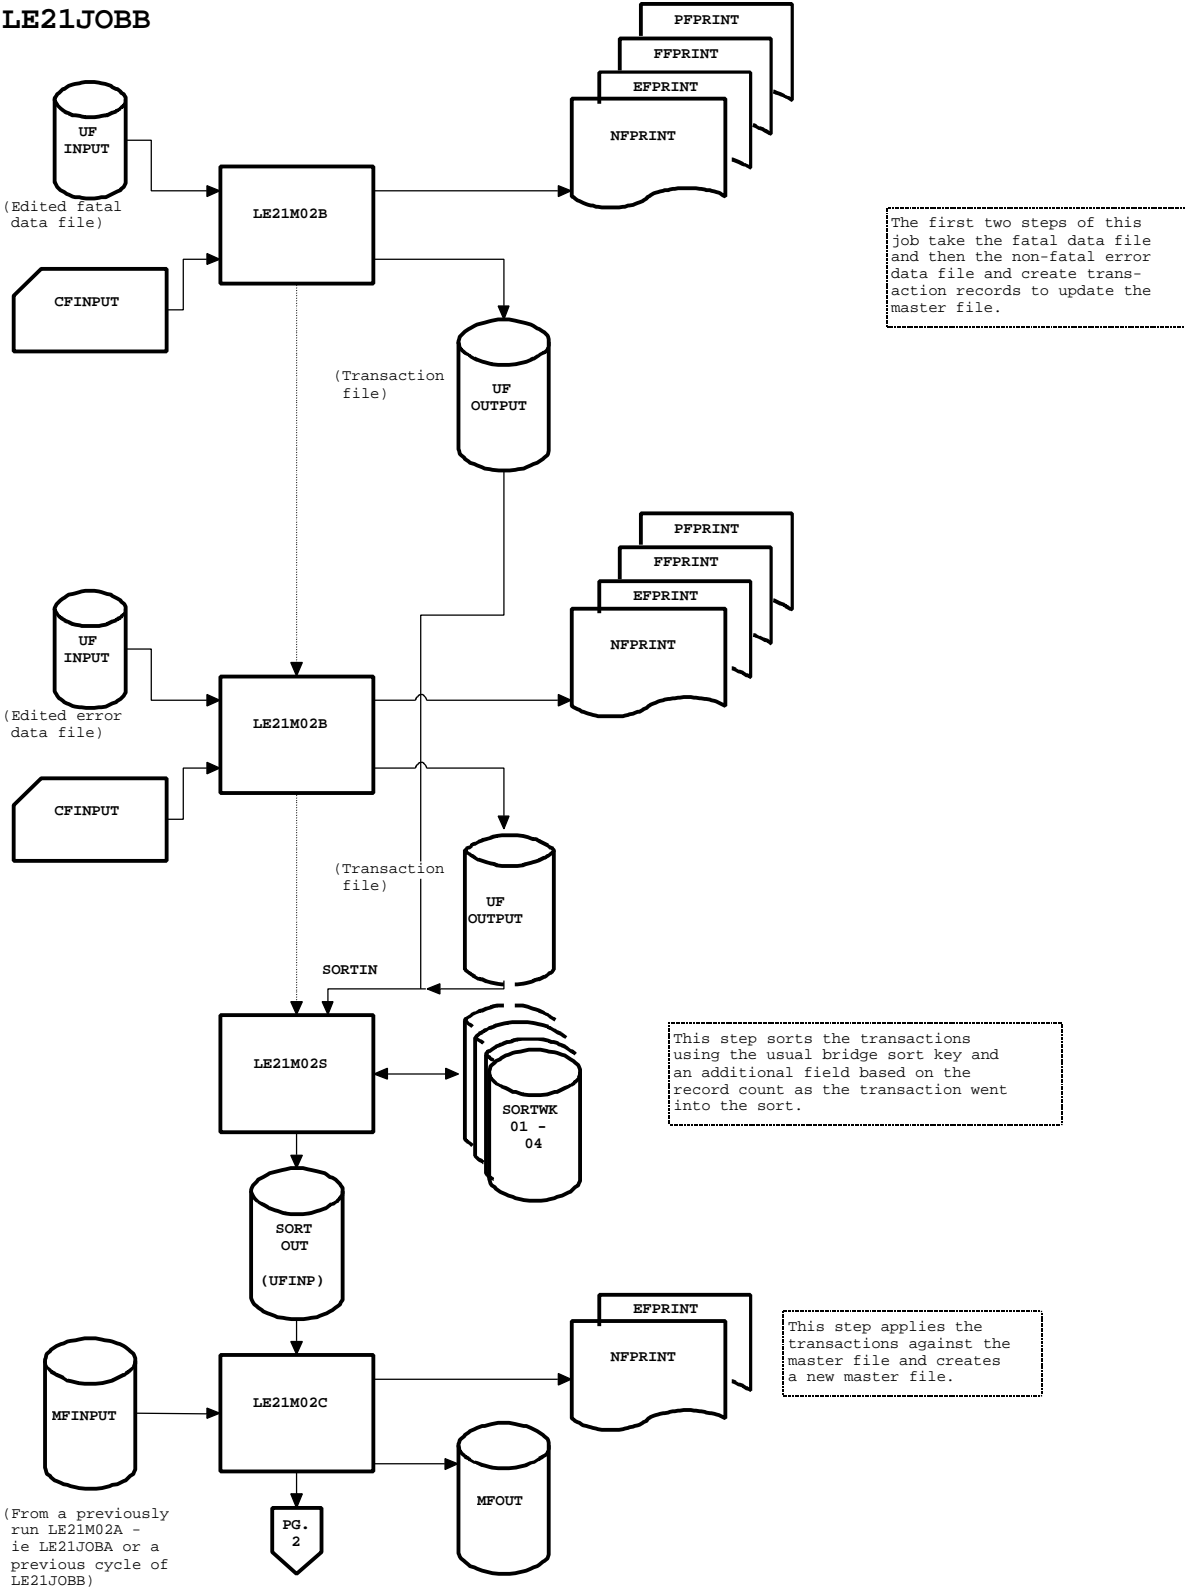 LE21JOBB
PFPRINT
FFPRINT
EFPRINT
NFPRINT
UF
INPUT
(Edited fatal
data file)
LE21M02B
CFINPUT
The first two steps of this
job take the fatal data file
and then the non-fatal error
data file and create trans-
action records to update the
master file.
(Transaction
file)
UF
OUTPUT
PFPRINT
FFPRINT
EFPRINT
NFPRINT
UF
INPUT
(Edited error
data file)
LE21M02B
CFINPUT
(Transaction
file)
UF
OUTPUT
SORTIN
LE21M02S
SORTWK
01 -
04
This step sorts the transactions
using the usual bridge sort key and
an additional field based on the
record count as the transaction went
into the sort.
SORT
OUT
(UFINP)
EFPRINT
NFPRINT
This step applies the
transactions against the
master file and creates
a new master file.
MFINPUT
LE21M02C
MFOUT
(From a previously
run LE21M02A -
ie LE21JOBA or a
previous cycle of
LE21JOBB)
PG.
2